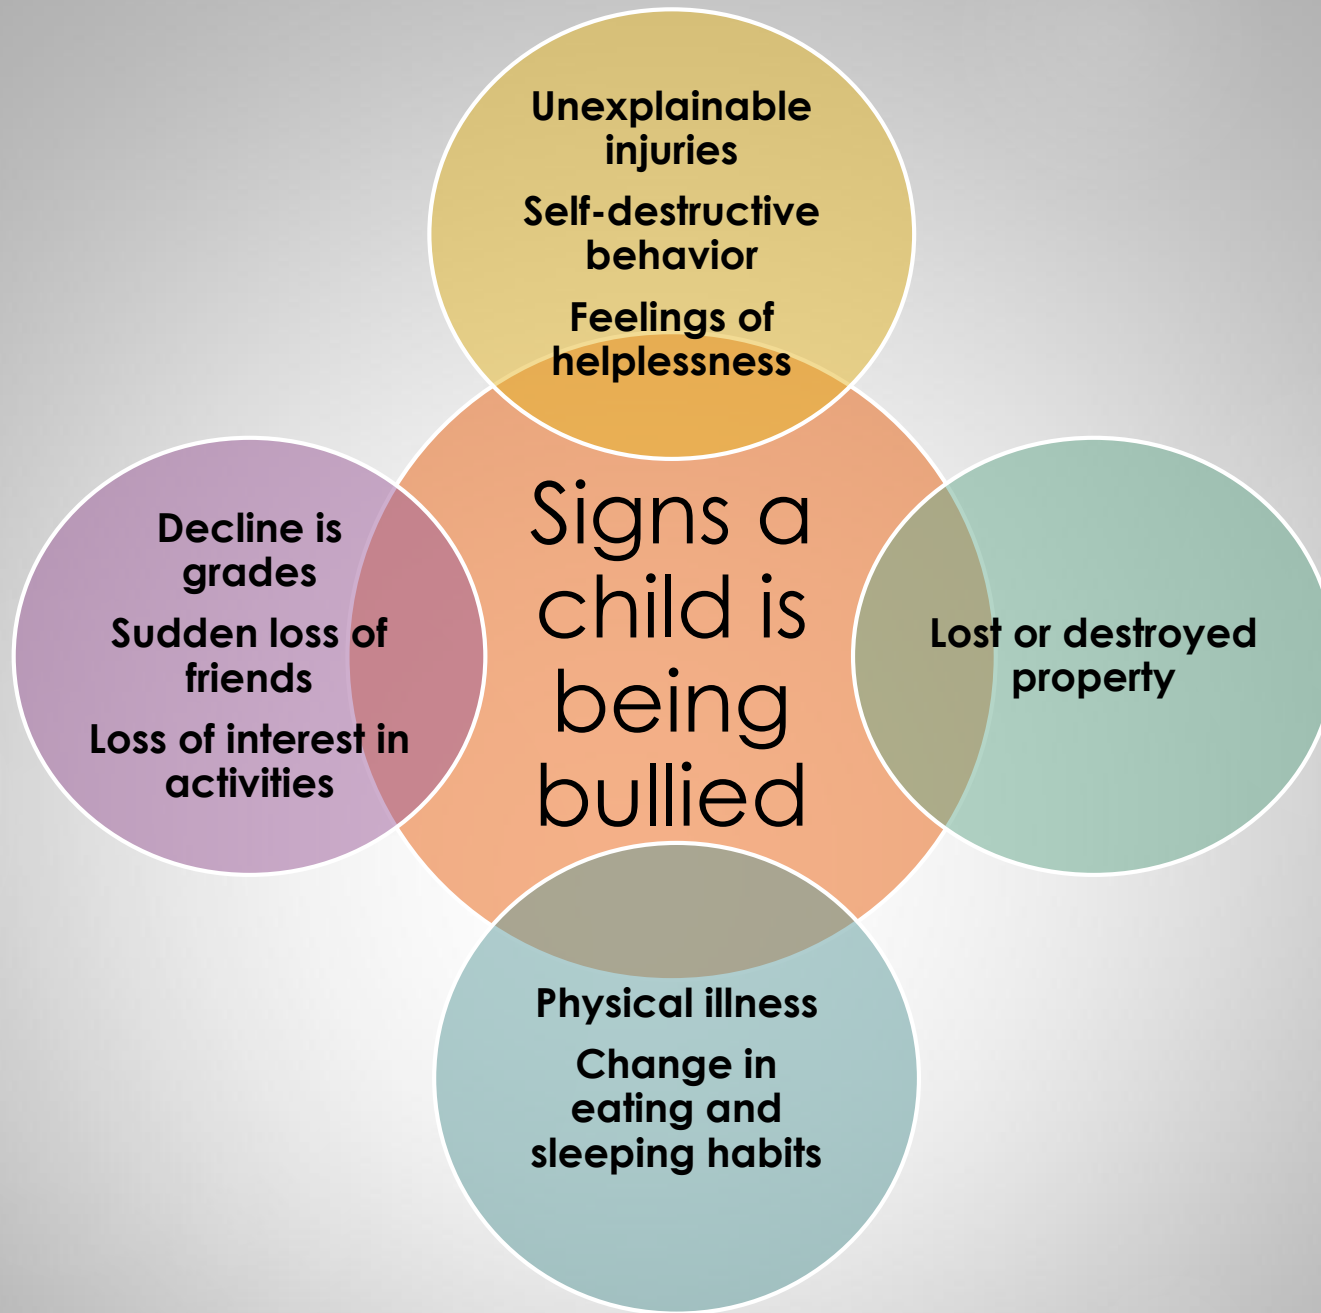 Unexplainable
injuries
Self-destructive
behavior
Feelings of
helplessness
Decline is
grades
Sudden loss of
friends
Loss of interest in
activities
Signs a
child is
being
bullied
Lost or destroyed
property
Physical illness
Change in
eating and
sleeping habits